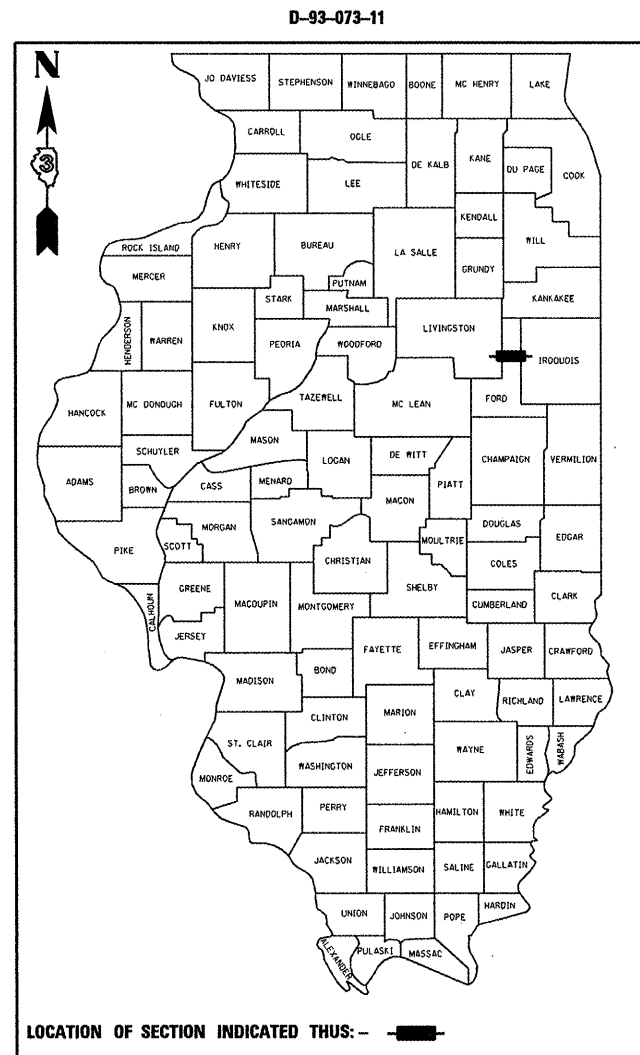 D-93-073-11
N
3
JO DAVIESS STEPHENSON WINNEBAGO BOONE MC HENRY LAKE
CARROLL OGLE DE KALB KANE DU PAGE COOK
WHITESIDE LEE
KENDALL
ROCK ISLAND HENRY BUREAU LA SALLE WILL
GRUNDY
MERCER PUTNAM
STARK MARSHALL KANKAKEE
HENDERSON WARREN KNOX PEORIA WOODFORD LIVINGSTON IROQUOIS
HANCOCK MC DONOUGH FULTON TAZEWELL MC LEAN FORD
MASON
SCHUYLER LOGAN DE WITT CHAMPAIGN VERMILION
ADAMS BROWN CASS MENARD MACON PIATT
MORGAN SANGAMON DOUGLAS EDGAR
PIKE SCOTT CHRISTIAN MOULTRIE
COLES
GREENE MACOUPIN MONTGOMERY SHELBY CUMBERLAND CLARK
CALHOUN JERSEY
FAYETTE EFFINGHAM JASPER CRAWFORD
MADISON BOND
CLAY RICHLAND LAWRENCE
CLINTON MARION
ST. CLAIR WAYNE EDWARDS WABASH
WASHINGTON JEFFERSON
MONROE
RANDOLPH PERRY HAMILTON WHITE
FRANKLIN
JACKSON WILLIAMSON SALINE GALLATIN
UNION JOHNSON POPE HARDIN
ALEXANDER PULASKI MASSAC
LOCATION OF SECTION INDICATED THUS: -